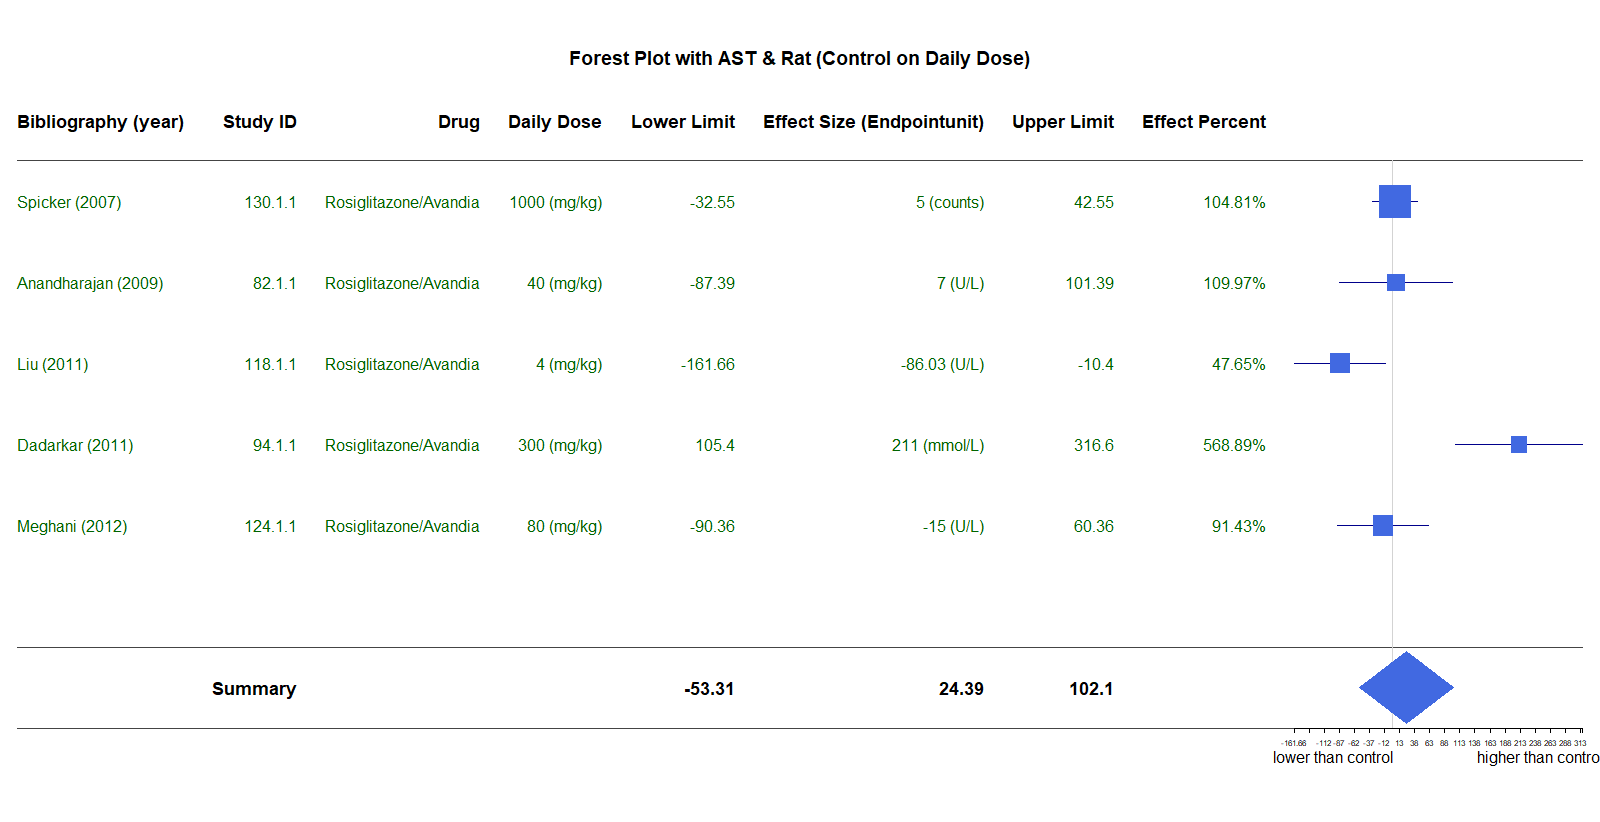 Forest Plot with AST & Rat (Control on Daily Dose)
Bibliography (year) Study ID Drug Daily Dose Lower Limit Effect Size (Endpointunit) Upper Limit Effect Percent
Spicker (2007) 130.1.1 Rosiglitazone/Avandia 1000 (mg/kg) -32.55 5 (counts) 42.55 104.81%
Anandharajan (2009) 82.1.1 Rosiglitazone/Avandia 40 (mg/kg) -87.39 7 (U/L) 101.39 109.97%
Liu (2011) 118.1.1 Rosiglitazone/Avandia 4 (mg/kg) -161.66 -86.03 (U/L) -10.4 47.65%
Dadarkar (2011) 94.1.1 Rosiglitazone/Avandia 300 (mg/kg) 105.4 211 (mmol/L) 316.6 568.89%
Meghani (2012) 124.1.1 Rosiglitazone/Avandia 80 (mg/kg) -90.36 -15 (U/L) 60.36 91.43%
Summary -53.31 24.39 102.1
-161.66 -112 -87 -62 -37 -12 13 38 63 88 113 138 163 188 213 238 263 288 313
lower than control higher than contro